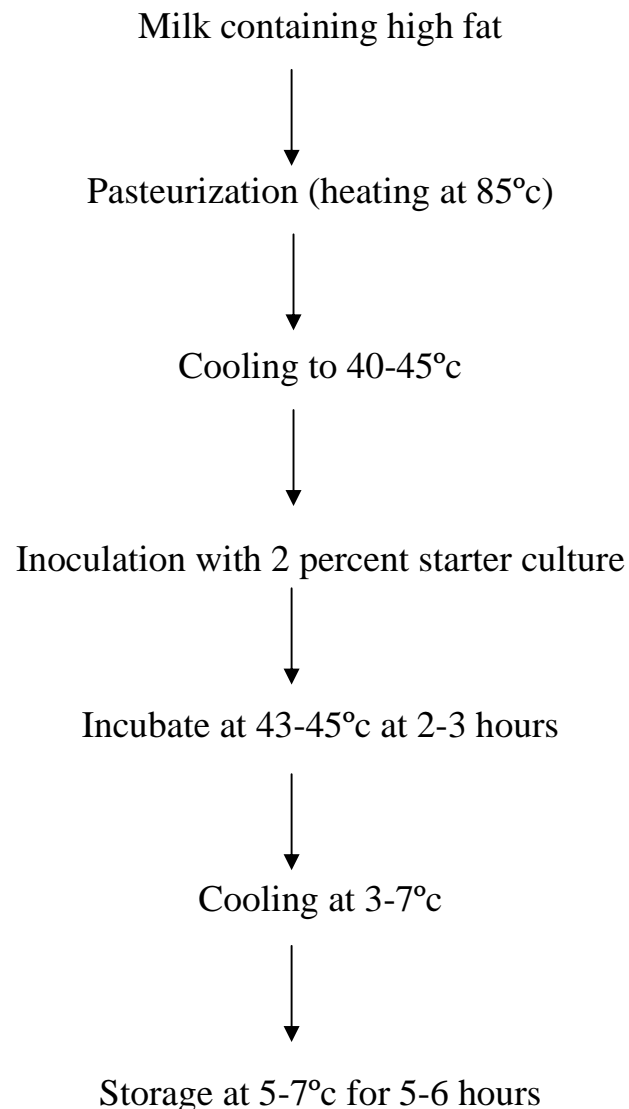 Milk containing high fat
Pasteurization (heating at 85ºc)
Cooling to 40-45ºc
Inoculation with 2 percent starter culture
Incubate at 43-45ºc at 2-3 hours
Cooling at 3-7ºc
Storage at 5-7ºc for 5-6 hours